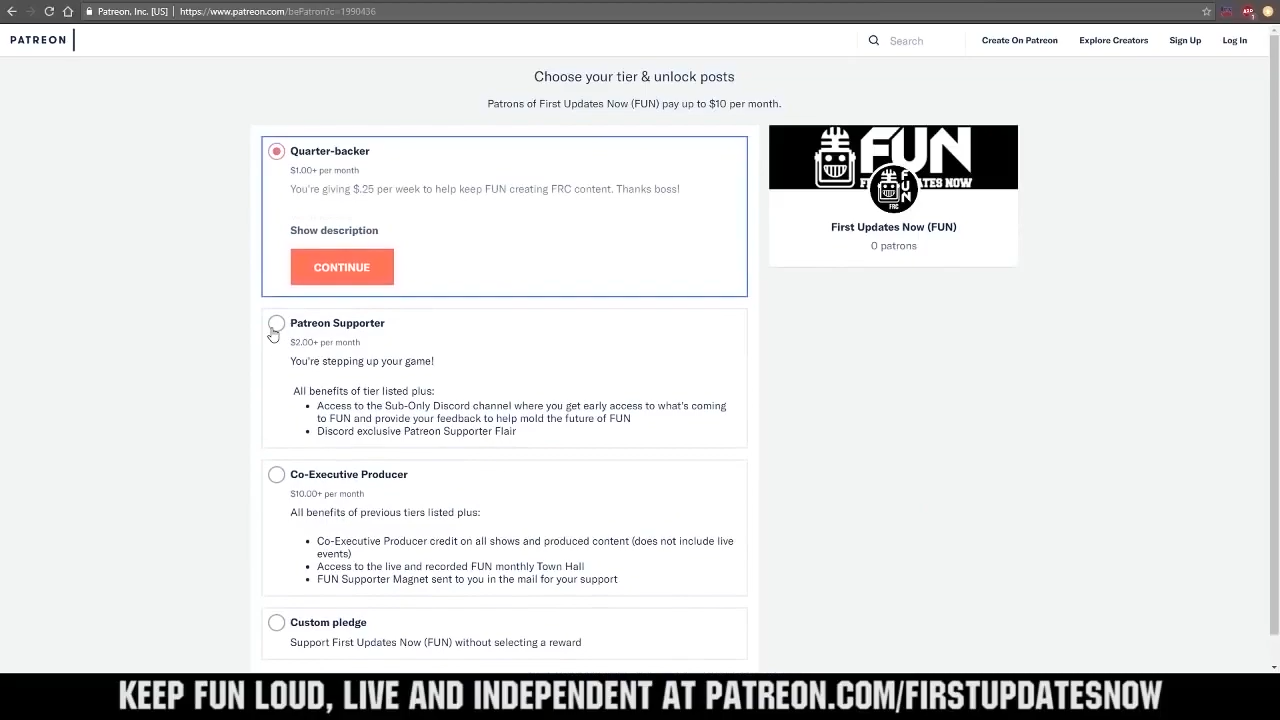 Patreon, Inc. [US] | https://www.patreon.com/bePatron?c=1990436
PATREON
Search
Create On Patreon
Explore Creators
Sign Up
Log In
Choose your tier & unlock posts
Patrons of First Updates Now (FUN) pay up to $10 per month.
Quarter-backer
$1.00+ per month
You're giving $.25 per week to help keep FUN creating FRC content. Thanks boss!
Show description
CONTINUE
FUN
FUN
FRC
First Updates Now (FUN)
0 patrons
Patreon Supporter
$2.00+ per month
You're stepping up your game!
All benefits of tier listed plus:
Access to the Sub-Only Discord channel where you get early access to what's coming
to FUN and provide your feedback to help mold the future of FUN
Discord exclusive Patreon Supporter Flair
Co-Executive Producer
$10.00+ per month
All benefits of previous tiers listed plus:
Co-Executive Producer credit on all shows and produced content (does not include live
events)
Access to the live and recorded FUN monthly Town Hall
FUN Supporter Magnet sent to you in the mail for your support
Custom pledge
Support First Updates Now (FUN) without selecting a reward
KEEP FUN LOUD, LIVE AND INDEPENDENT AT PATREON.COM/FIRSTUPDATESNOW